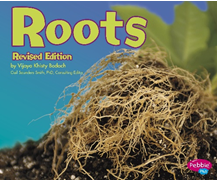 Roots
Revised Edition
by Vijaya Khisty Bodach
Gail Saunders-Smith, PhD, Consulting Editor
Pebble
Plus